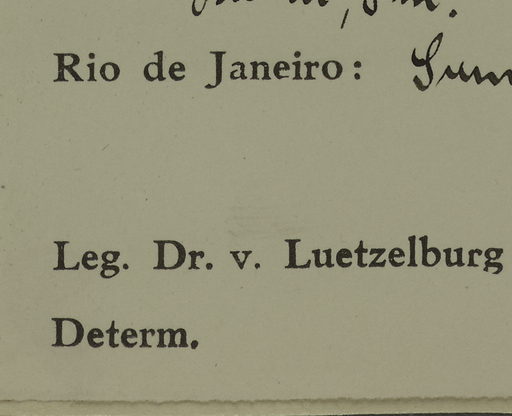 Rio de Janeiro:
Leg. Dr. v. Luetzelburg
Determ.